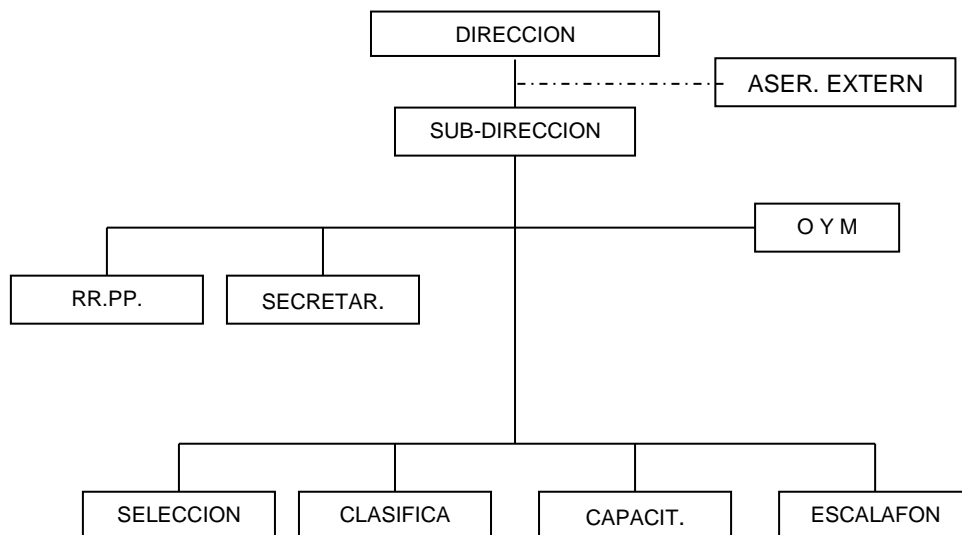 DIRECCION
ASER. EXTERN
SUB-DIRECCION
O Y M
RR.PP.
SECRETAR.
SELECCION
CLASIFICA
CAPACIT.
ESCALAFON